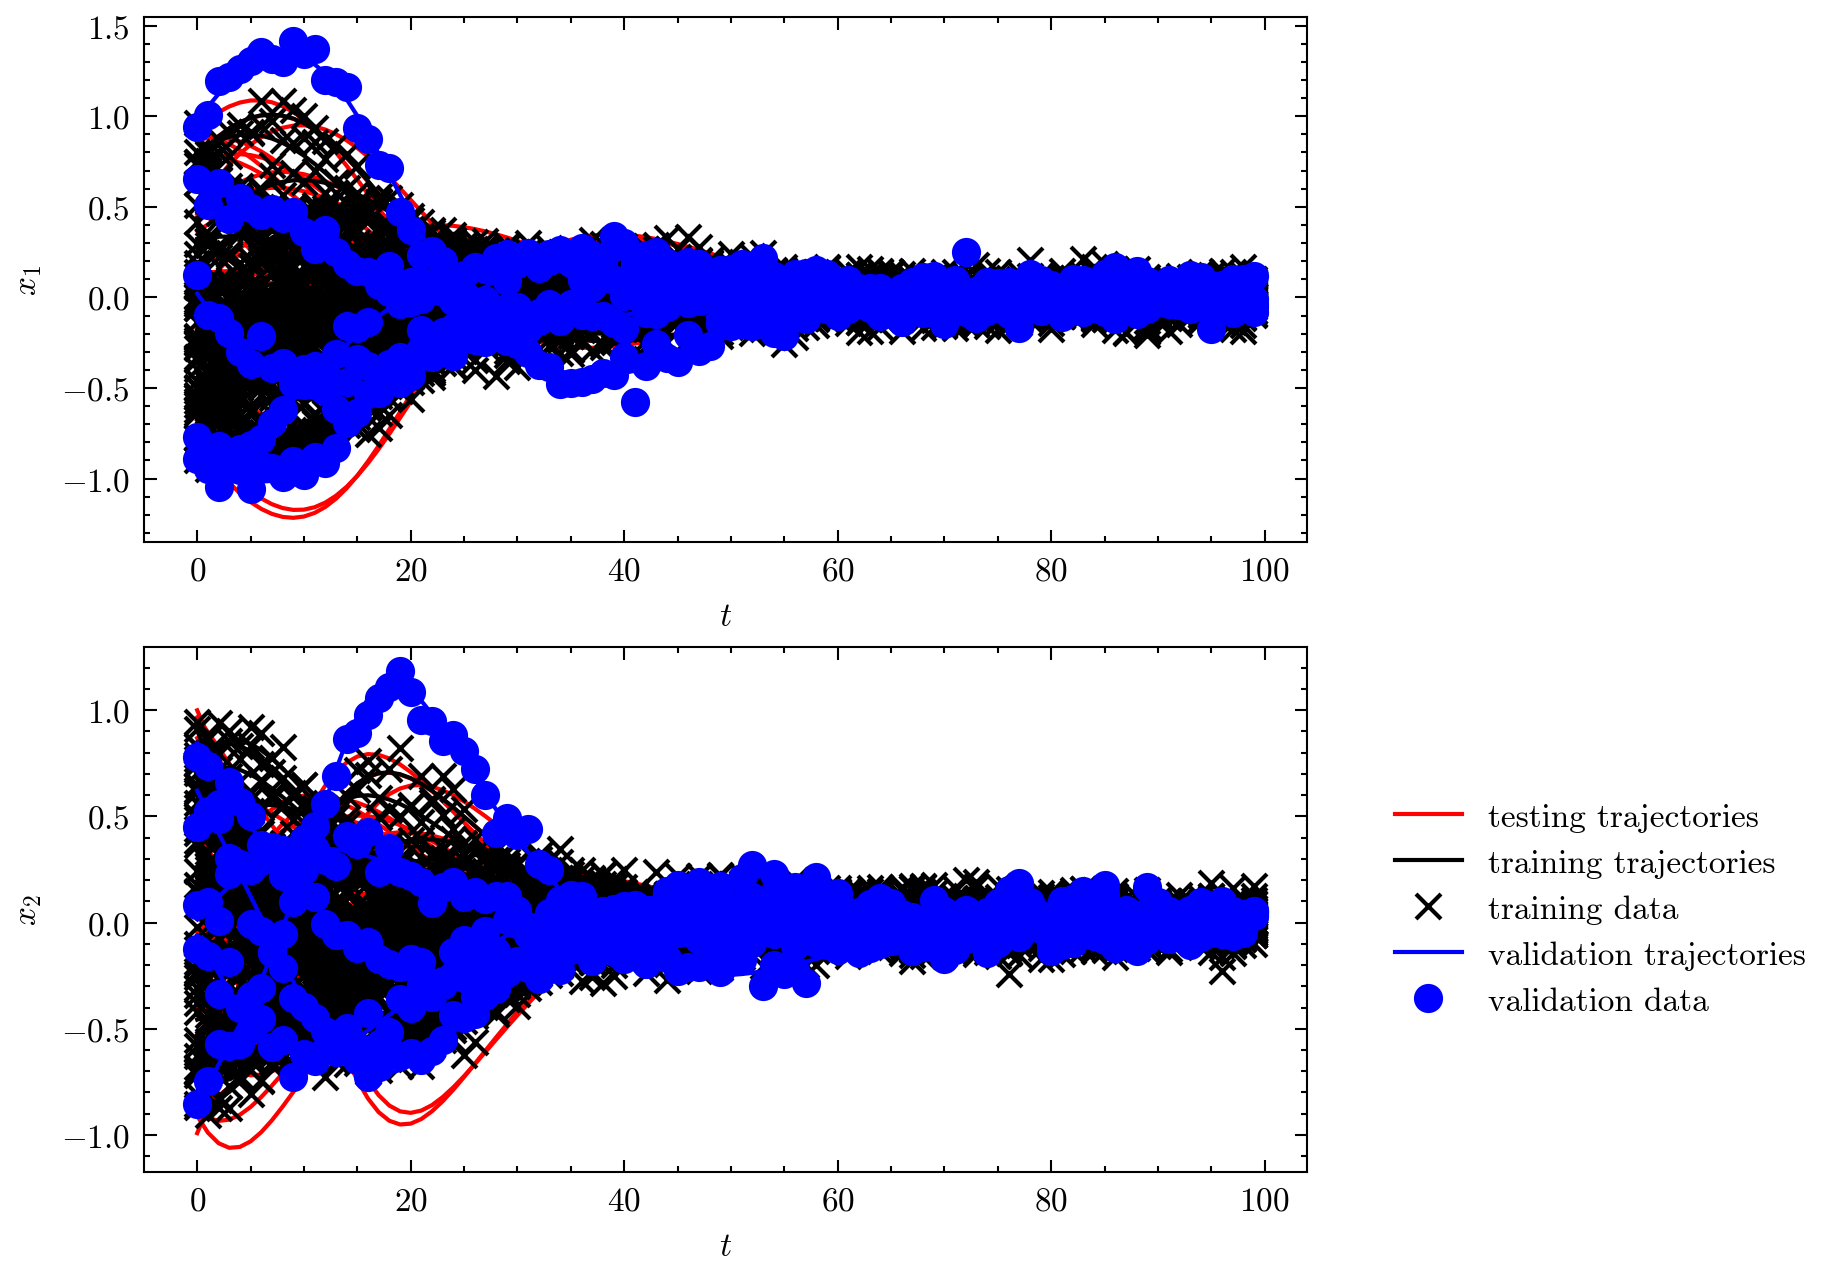 1.5
1.0
0.5
0.0
−0.5
−1.0
x₁
0 20 40 60 80 100
t
1.0
0.5
0.0
−0.5
−1.0
x₂
0 20 40 60 80 100
t
testing trajectories
training trajectories
training data
validation trajectories
validation data